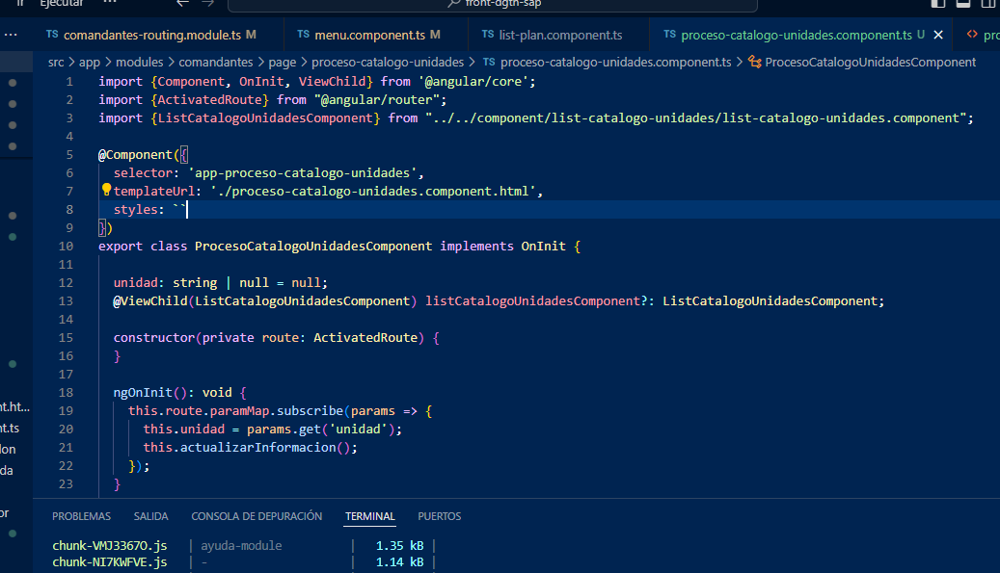 Ejecutar ... front-dgth-sap
... TS comandantes-routing.module.ts M TS menu.component.ts M TS list-plan.component.ts TS proceso-catalogo-unidades.component.ts U <> pro
src > app > modules > comandantes > page > proceso-catalogo-unidades > TS proceso-catalogo-unidades.component.ts > ProcesoCatalogoUnidadesComponent
1 import {Component, OnInit, ViewChild} from '@angular/core';
2 import {ActivatedRoute} from "@angular/router";
3 import {ListCatalogoUnidadesComponent} from "../../component/list-catalogo-unidades/list-catalogo-unidades.component";
4
5 @Component({
6 selector: 'app-proceso-catalogo-unidades',
7 templateUrl: './proceso-catalogo-unidades.component.html',
8 styles: ``
9 })
10 export class ProcesoCatalogoUnidadesComponent implements OnInit {
11
12 unidad: string | null = null;
13 @ViewChild(ListCatalogoUnidadesComponent) listCatalogoUnidadesComponent?: ListCatalogoUnidadesComponent;
14
15 constructor(private route: ActivatedRoute) {
16 }
17
18 ngOnInit(): void {
19 this.route.paramMap.subscribe(params => {
20 this.unidad = params.get('unidad');
21 this.actualizarInformacion();
22 });
23 }
nt.ht...
nt.ts
lon
da
or
PROBLEMAS SALIDA CONSOLA DE DEPURACIÓN TERMINAL PUERTOS
chunk-VMJ3367O.js | ayuda-module | 1.35 kB |
chunk-NI7KWFVE.js | - | 1.14 kB |